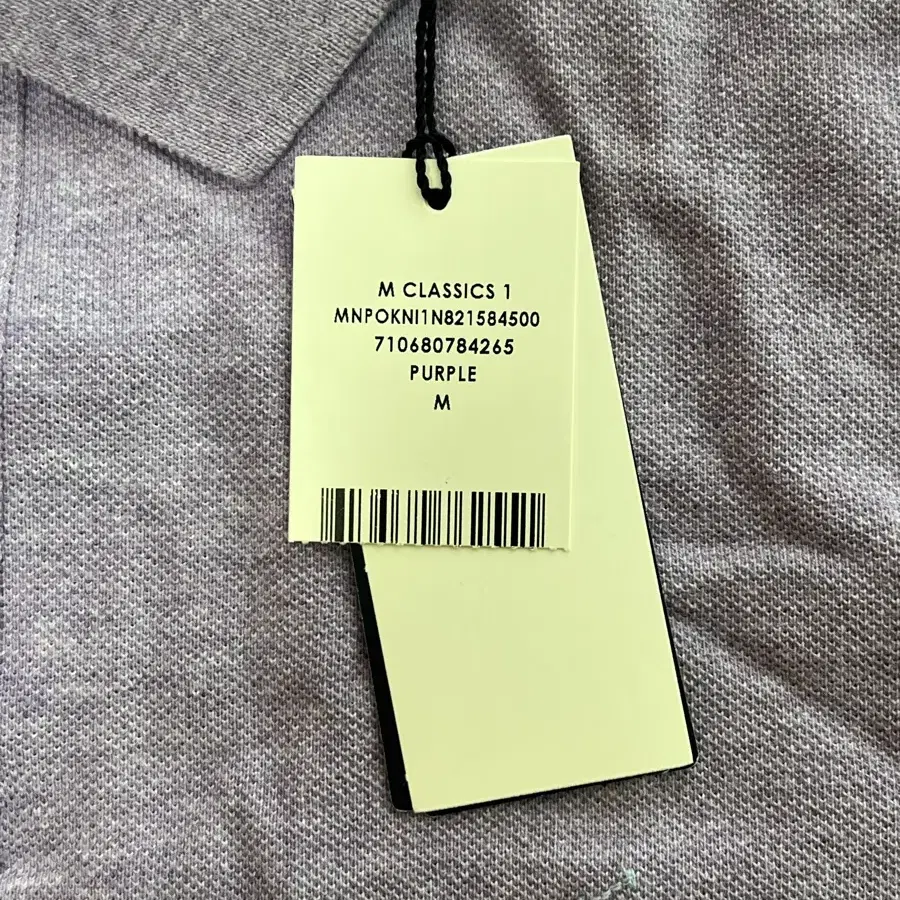 M CLASSICS 1
MNPOKNI1N821584500
710680784265
PURPLE
M